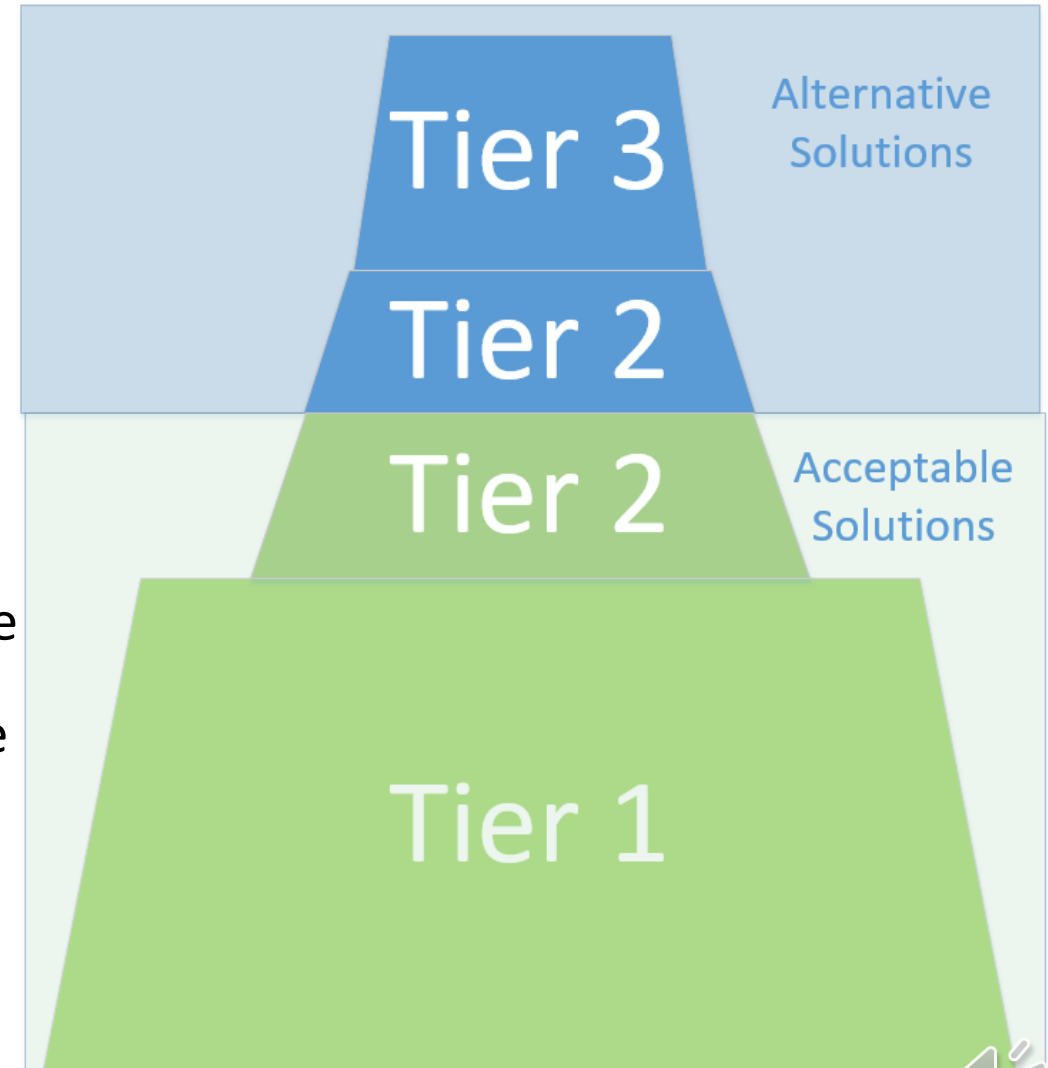 Tier 3
Alternative
Solutions
Tier 2
Tier 2
Acceptable
Solutions
e
e
Tier 1